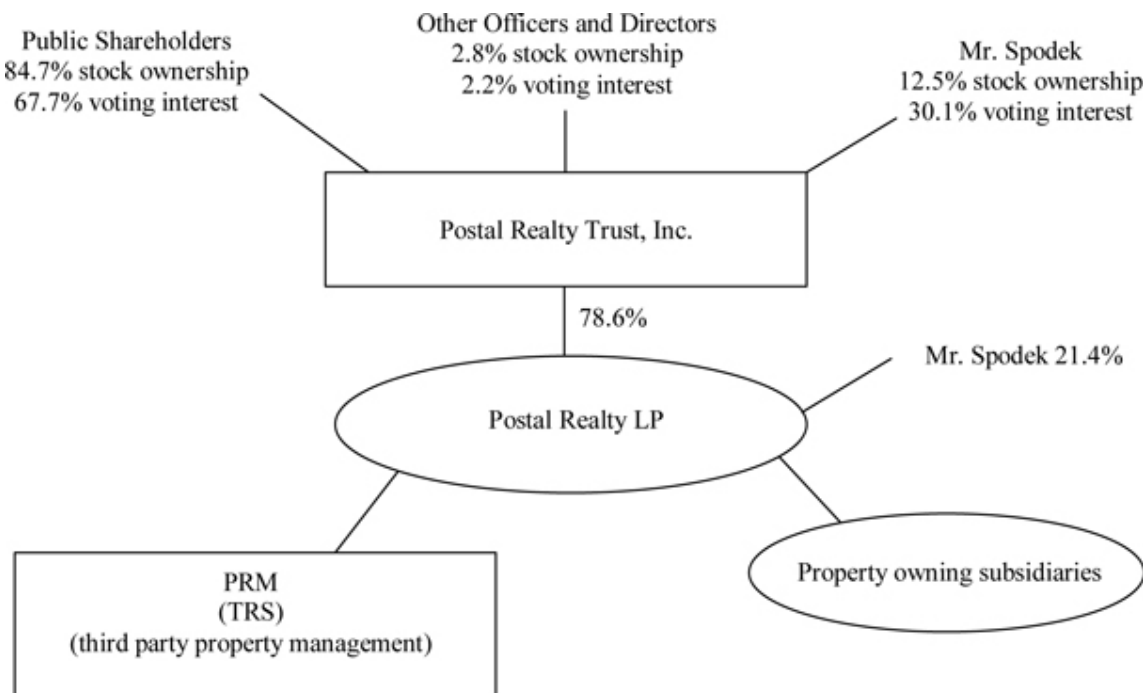 Public Shareholders
84.7% stock ownership
67.7% voting interest
Other Officers and Directors
2.8% stock ownership
2.2% voting interest
Mr. Spodek
12.5% stock ownership
30.1% voting interest
Postal Realty Trust, Inc.
78.6%
Mr. Spodek 21.4%
Postal Realty LP
PRM
(TRS)
(third party property management)
Property owning subsidiaries